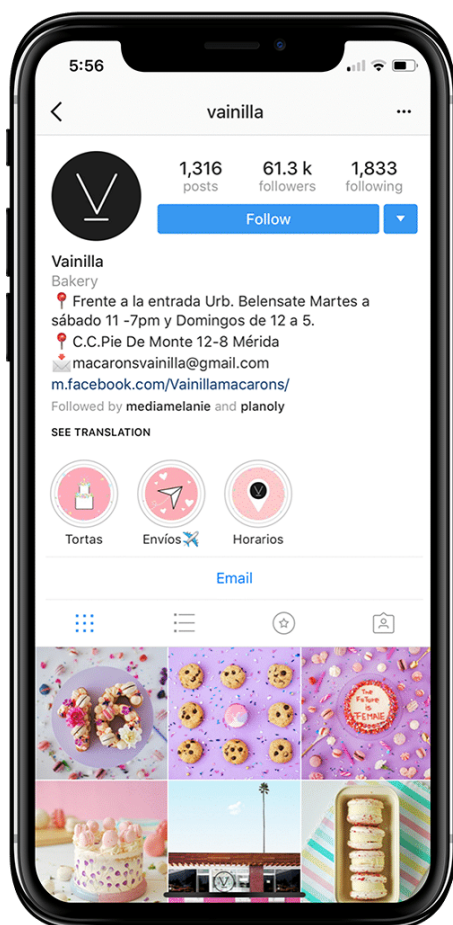 5:56
vainilla
1,316 61.3 k 1,833
posts followers following
Follow
Vainilla
Bakery
📍 Frente a la entrada Urb. Belensate Martes a
sábado 11 -7pm y Domingos de 12 a 5.
📍 C.C.Pie De Monte 12-8 Mérida
📩macaronsvainilla@gmail.com
m.facebook.com/Vainillamacarons/
Followed by mediamelanie and planoly
SEE TRANSLATION
Tortas Envíos✈️ Horarios
Email
THE
FUTURE
IS
FEMINE